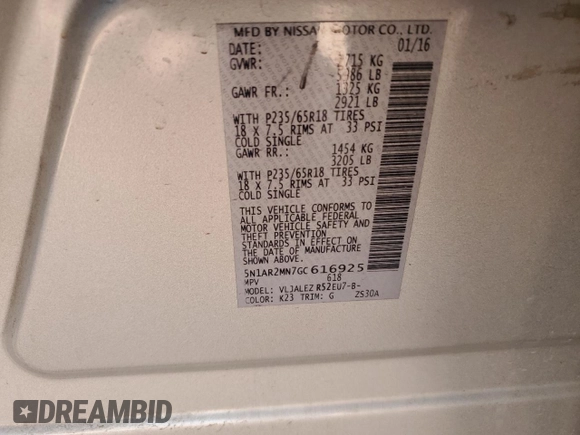 MFD BY NISSAN MOTOR CO., LTD.
DATE: 01/16
GVWR: 2715 KG
5986 LB
GAWR FR.: 1325 KG
2921 LB
WITH P235/65R18 TIRES
18 X 7.5 RIMS AT 33 PSI
COLD SINGLE
GAWR RR.: 1454 KG
3205 LB
WITH P235/65R18 TIRES
18 X 7.5 RIMS AT 33 PSI
COLD SINGLE
THIS VEHICLE CONFORMS TO
ALL APPLICABLE FEDERAL
MOTOR VEHICLE SAFETY AND
THEFT PREVENTION
STANDARDS IN EFFECT ON THE
DATE OF MANUFACTURE SHOWN
ABOVE.
5N1AR2MN7GC616925
MPV 618
MODEL: VLJALEZ R52EU7-B-
COLOR: K23 TRIM: G ZS30A
DREAMBID